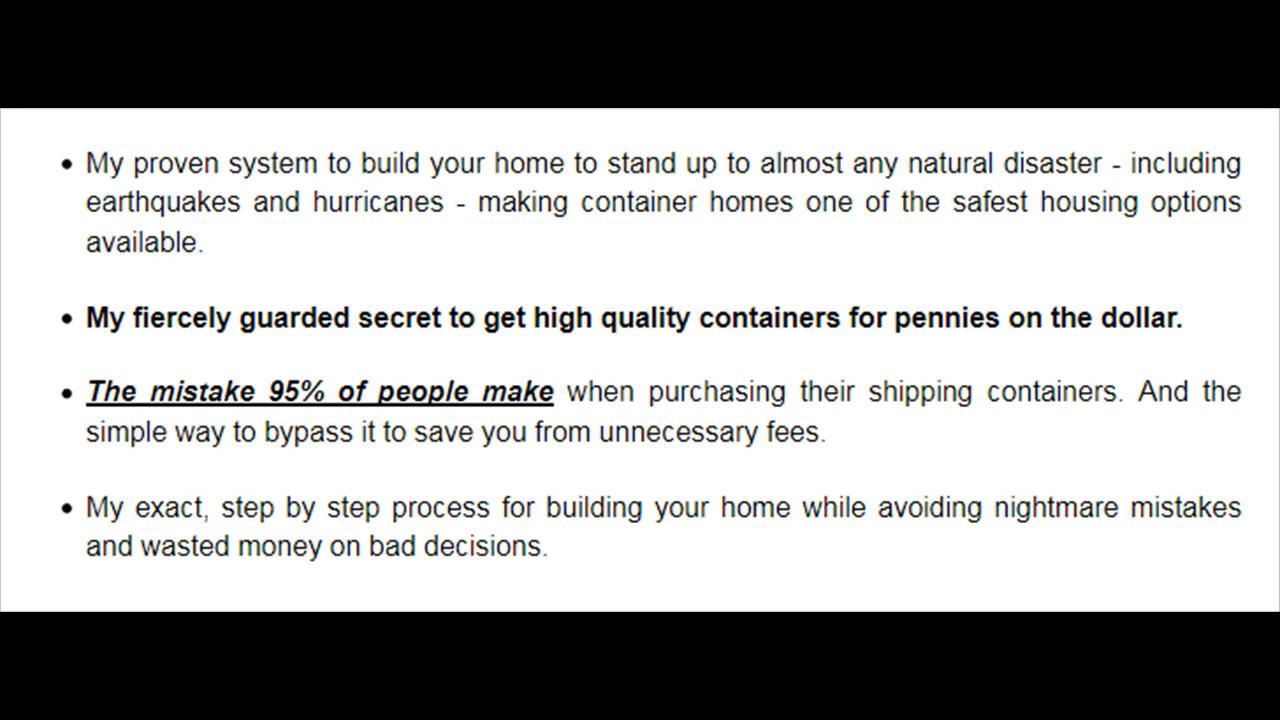 • My proven system to build your home to stand up to almost any natural disaster - including
earthquakes and hurricanes - making container homes one of the safest housing options
available.
• My fiercely guarded secret to get high quality containers for pennies on the dollar.
• The mistake 95% of people make when purchasing their shipping containers. And the
simple way to bypass it to save you from unnecessary fees.
• My exact, step by step process for building your home while avoiding nightmare mistakes
and wasted money on bad decisions.